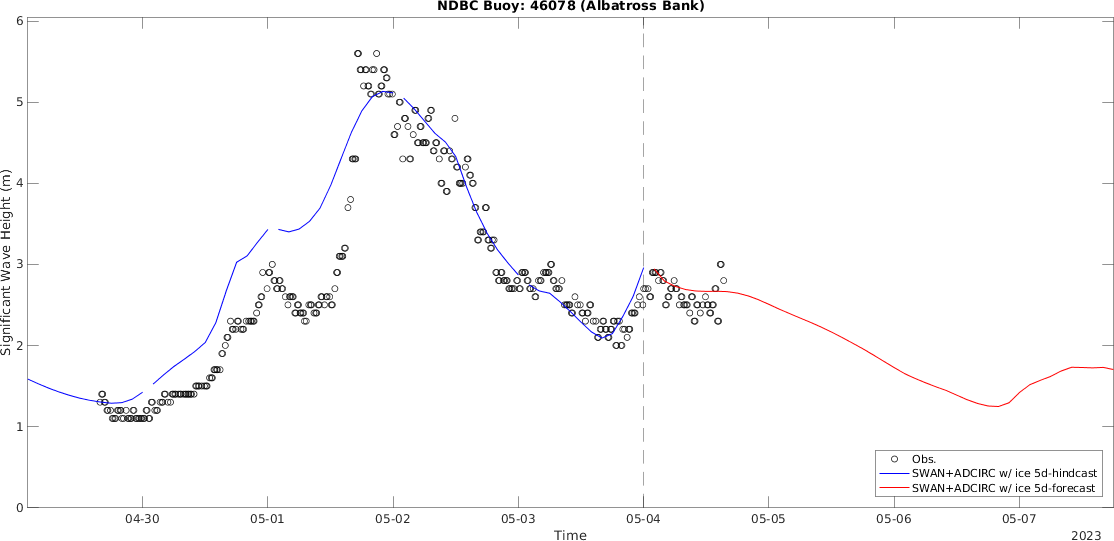 NDBC Buoy: 46078 (Albatross Bank)
6
5
4
3
2
1
0
Significant Wave Height (m)
Obs.
SWAN+ADCIRC w/ ice 5d-hindcast
SWAN+ADCIRC w/ ice 5d-forecast
04-30 05-01 05-02 05-03 05-04 05-05 05-06 05-07
Time
2023